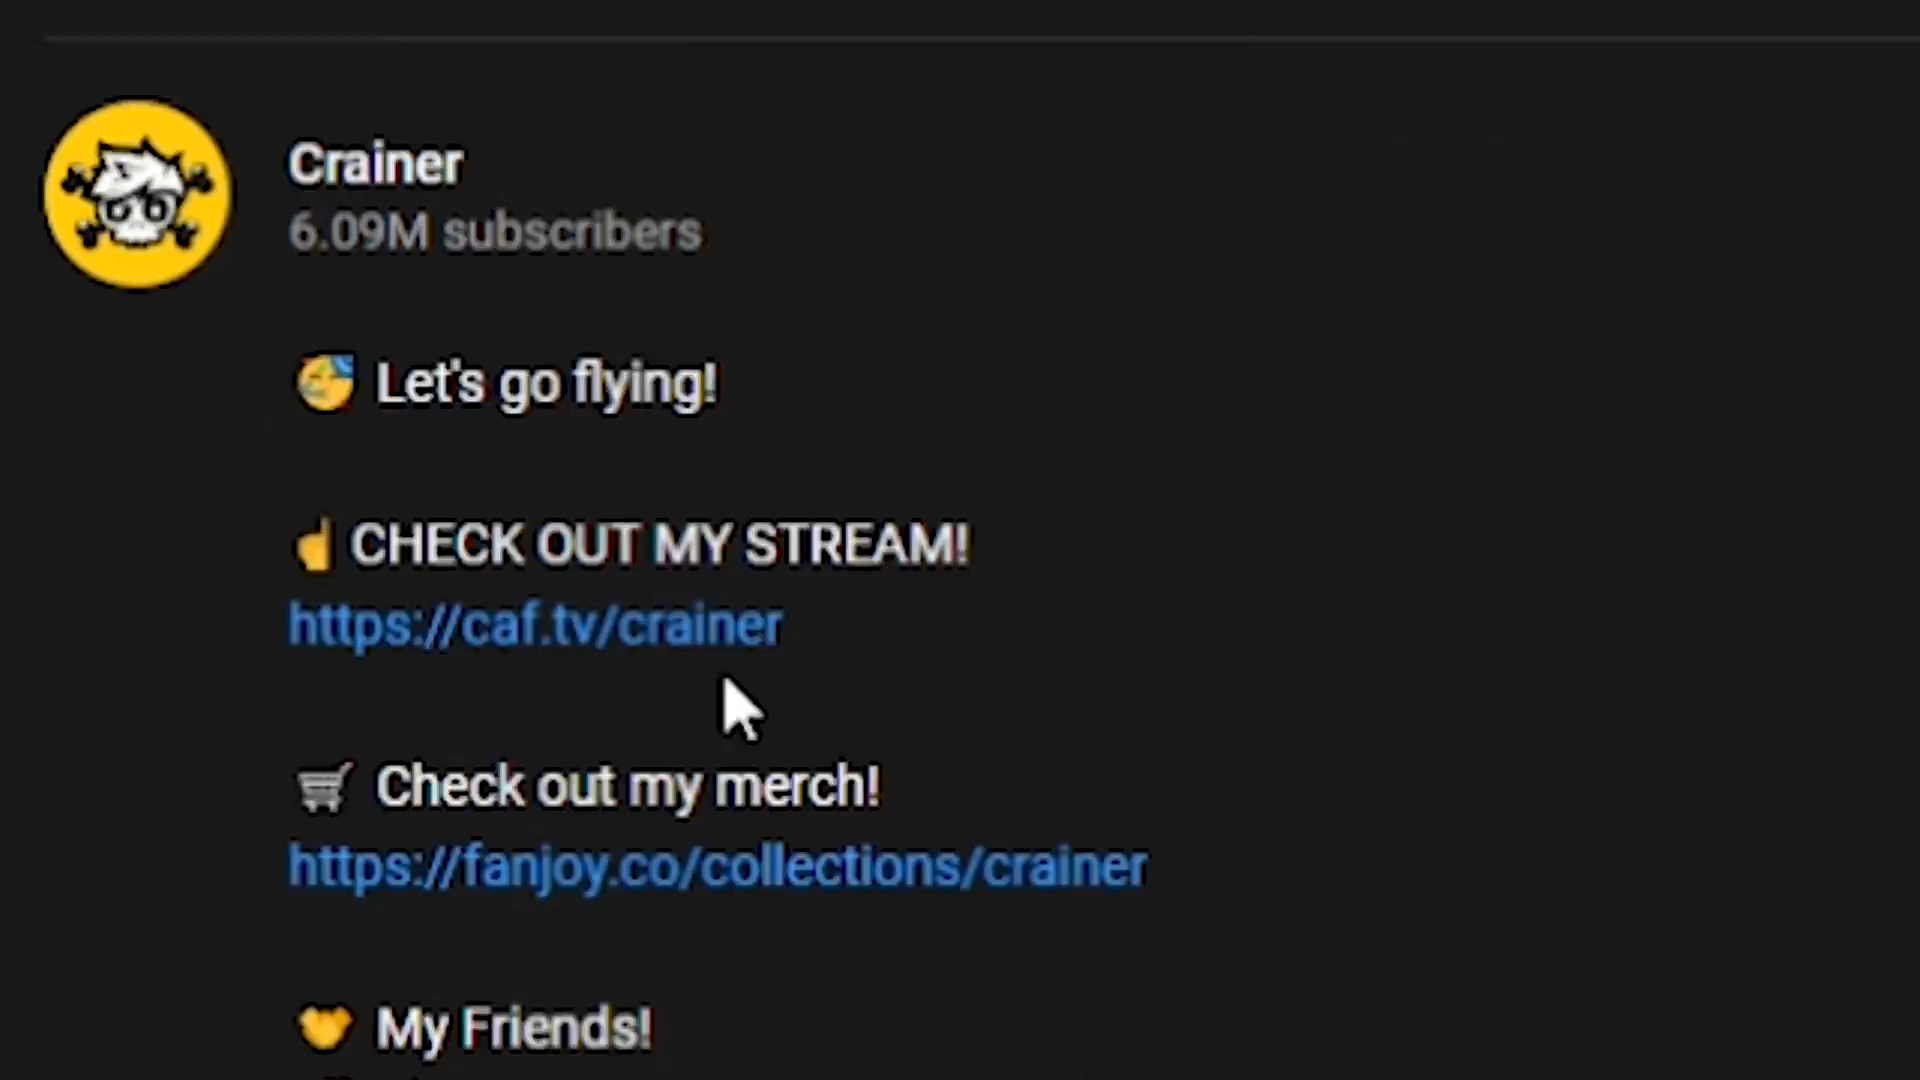 Crainer
6.09M subscribers
Let's go flying!
CHECK OUT MY STREAM!
https://caf.tv/crainer
Check out my merch!
https://fanjoy.co/collections/crainer
My Friends!